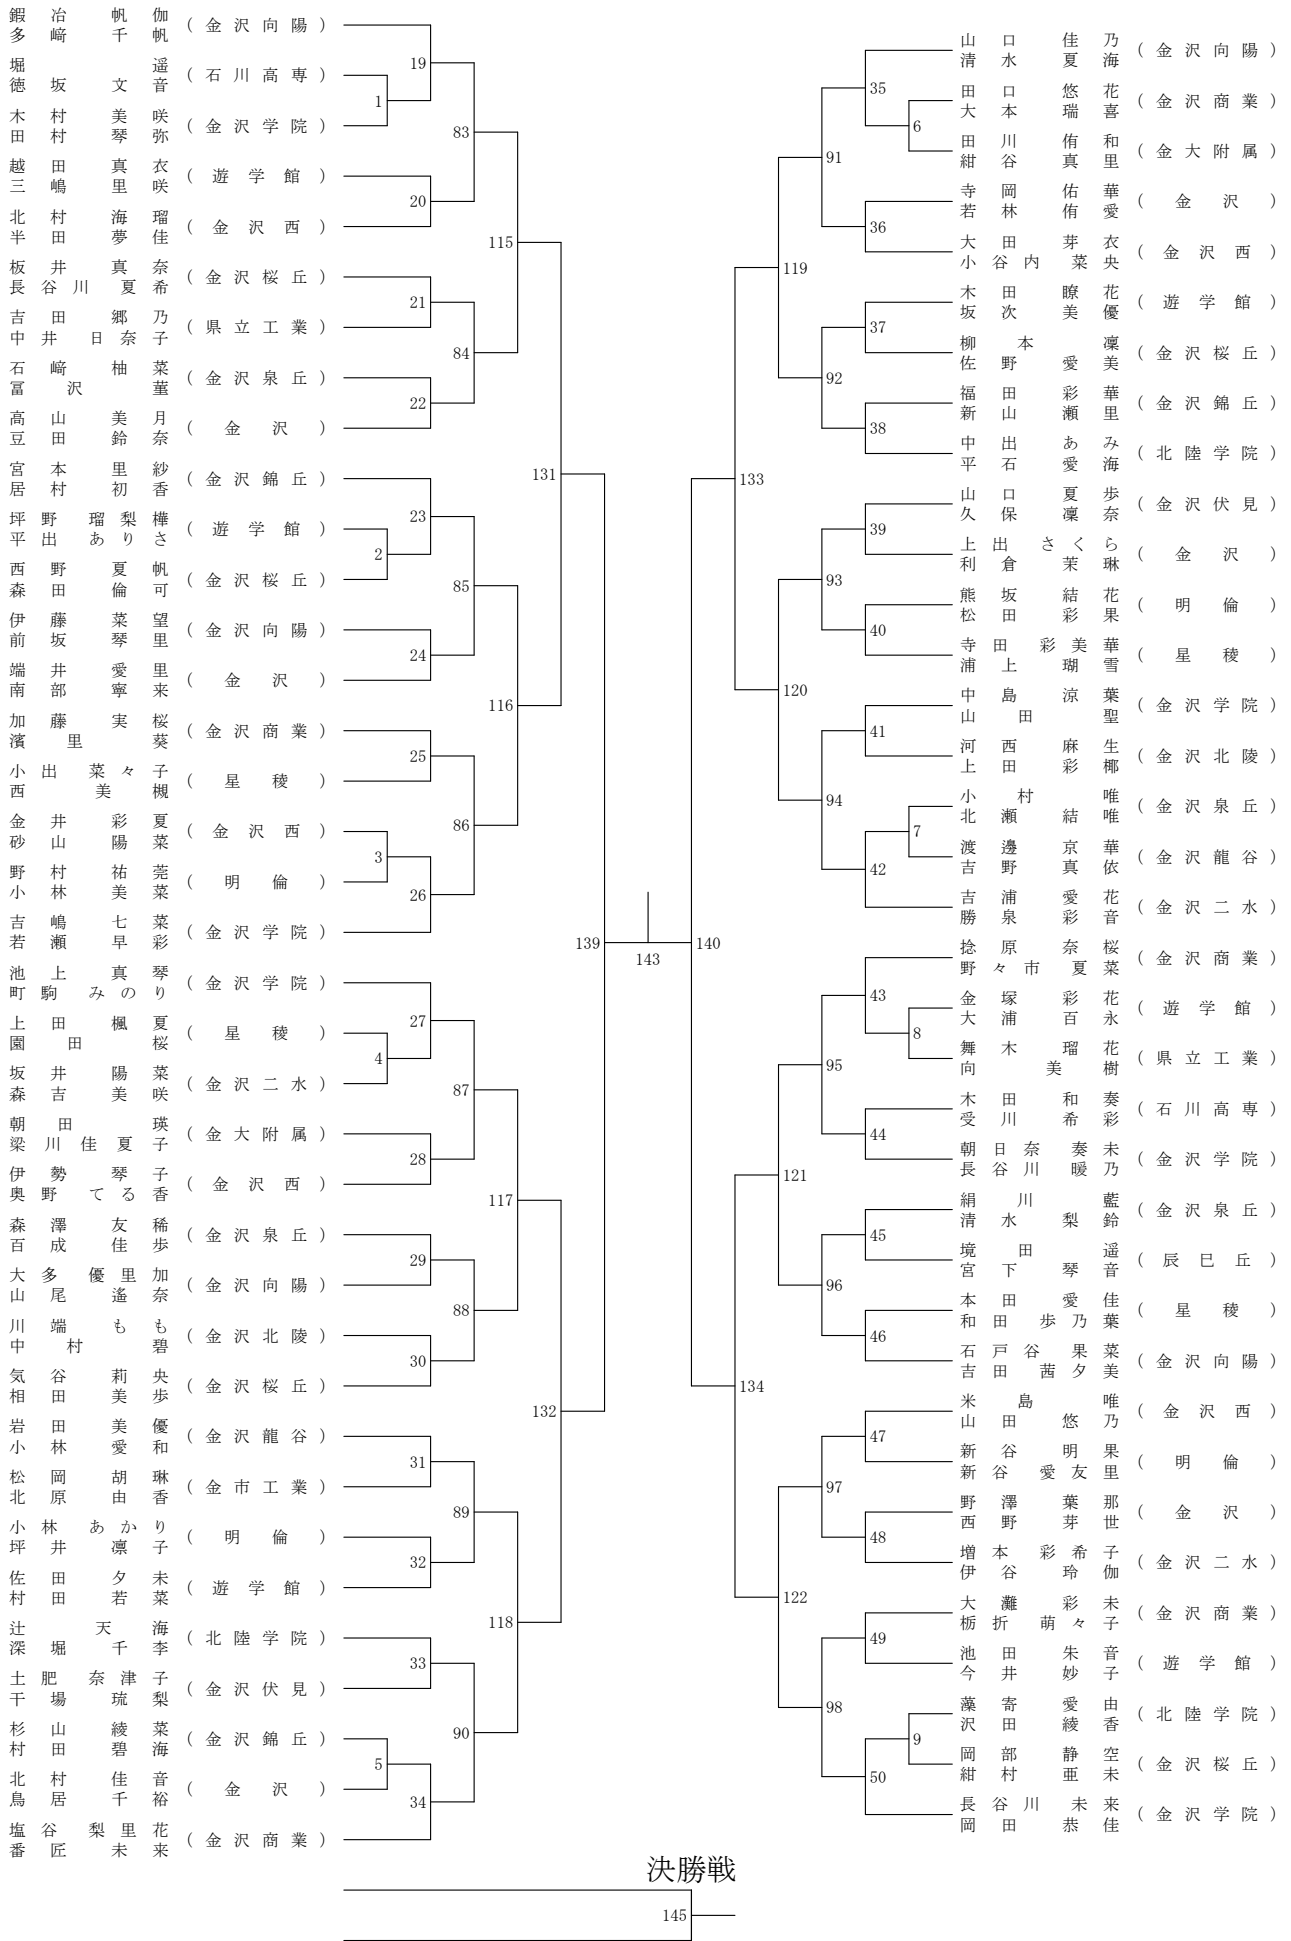 鍜冶 帆伽
多﨑 千帆
(金沢向陽)
堀 遥
徳坂 文音
(石川高専)
木村 美咲
田村 琴弥
(金沢学院)
越田 真衣
三嶋 里咲
(遊学館)
北村 海瑠
半田 夢佳
(金沢西)
板井 真奈
長谷川 夏希
(金沢桜丘)
吉田 郷乃
中井 日奈子
(県立工業)
石﨑 柚菜
冨沢 菫
(金沢泉丘)
高山 美月
豆田 鈴奈
(金沢)
宮本 里紗
居村 初香
(金沢錦丘)
坪野 瑠梨樺
平出 ありさ
(遊学館)
西野 夏帆
森田 倫可
(金沢桜丘)
伊藤 菜望
前坂 琴里
(金沢向陽)
端井 愛里
南部 寧来
(金沢)
加藤 実桜
濱里 葵
(金沢商業)
小出 菜々子
西 美槻
(星稜)
金井 彩夏
砂山 陽菜
(金沢西)
野村 祐莞
小林 美菜
(明倫)
吉嶋 七菜
若瀬 早彩
(金沢学院)
池上 真琴
町駒 みのり
(金沢学院)
上田 楓夏
園田 桜
(星稜)
坂井 陽菜
森吉 美咲
(金沢二水)
朝田 瑛
梁川 佳夏子
(金大附属)
伊勢 琴子
奥野 てる香
(金沢西)
森澤 友稀
百成 佳歩
(金沢泉丘)
大多 優里加
山尾 遙奈
(金沢向陽)
川端 もも
中村 碧
(金沢北陵)
気谷 莉央
相田 美歩
(金沢桜丘)
岩田 美優
小林 愛和
(金沢龍谷)
松岡 胡琳
北原 由香
(金市工業)
小林 あかり
坪井 凛子
(明倫)
佐田 夕未
村田 若菜
(遊学館)
辻 天海
深堀 千李
(北陸学院)
土肥 奈津子
干場 琉梨
(金沢伏見)
杉山 綾菜
村田 碧海
(金沢錦丘)
北村 佳音
鳥居 千裕
(金沢)
塩谷 梨里花
番匠 未来
(金沢商業)
1
2
3
4
5
19
20
21
22
23
24
25
26
27
28
29
30
31
32
33
34
83
84
85
86
87
88
89
90
115
116
117
118
131
132
139
143
140
133
134
119
120
121
122
91
92
93
94
95
96
97
98
35
36
37
38
39
40
41
42
43
44
45
46
47
48
49
50
6
7
8
9
山口 佳乃
清水 夏海
(金沢向陽)
田口 悠花
大本 瑞喜
(金沢商業)
田川 侑和
紺谷 真里
(金大附属)
寺岡 佑華
若林 侑愛
(金沢)
大田 芽衣
小谷内 菜央
(金沢西)
木田 瞭花
坂次 美優
(遊学館)
柳本 凜
佐野 愛美
(金沢桜丘)
福田 彩華
新山 瀬里
(金沢錦丘)
中出 あみ
平石 愛海
(北陸学院)
山口 夏歩
久保 凜奈
(金沢伏見)
上出 さくら
利倉 茉琳
(金沢)
熊坂 結花
松田 彩果
(明倫)
寺田 彩美華
浦上 瑚雪
(星稜)
中島 涼葉
山田 聖
(金沢学院)
河西 麻生
上田 彩椰
(金沢北陵)
小村 唯
北瀬 結唯
(金沢泉丘)
渡邊 京華
吉野 真依
(金沢龍谷)
吉浦 愛花
勝泉 彩音
(金沢二水)
捻原 奈桜
野々市 夏菜
(金沢商業)
金塚 彩花
大浦 百永
(遊学館)
舞木 瑠花
向 美樹
(県立工業)
木田 和奏
受川 希彩
(石川高専)
朝日奈 奏未
長谷川 暖乃
(金沢学院)
絹川 藍
清水 梨鈴
(金沢泉丘)
境田 遥
宮下 琴音
(辰巳丘)
本田 愛佳
和田 歩乃葉
(星稜)
石戸谷 果菜
吉田 茜夕美
(金沢向陽)
米島 唯
山田 悠乃
(金沢西)
新谷 明果
新谷 愛友里
(明倫)
野澤 葉那
西野 芽世
(金沢)
増本 彩希子
伊谷 玲伽
(金沢二水)
大灘 彩未
栃折 萌々子
(金沢商業)
池田 朱音
今井 妙子
(遊学館)
藻寄 愛由
沢田 綾香
(北陸学院)
岡部 静空
紺村 亜未
(金沢桜丘)
長谷川 未来
岡田 恭佳
(金沢学院)
決勝戦
145